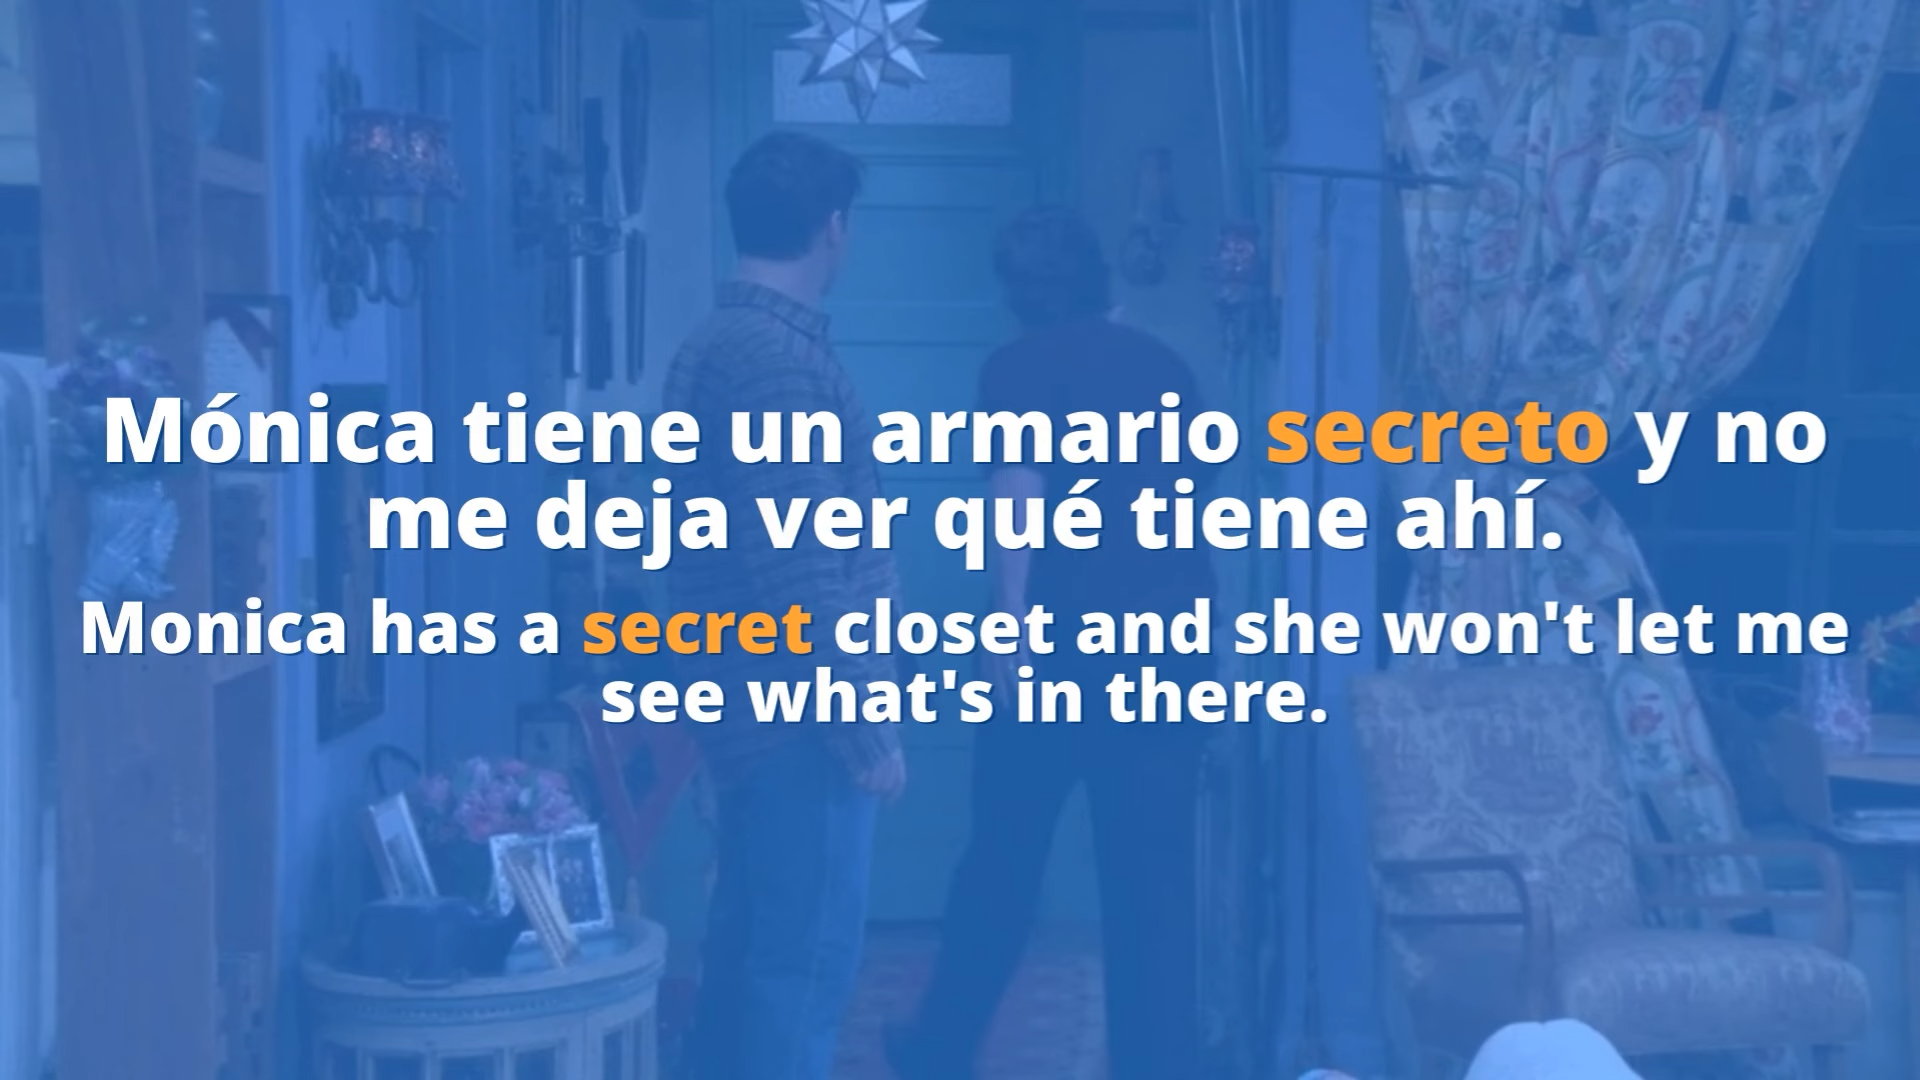 Mónica tiene un armario secreto y no
me deja ver qué tiene ahí.
Monica has a secret closet and she won't let me
see what's in there.